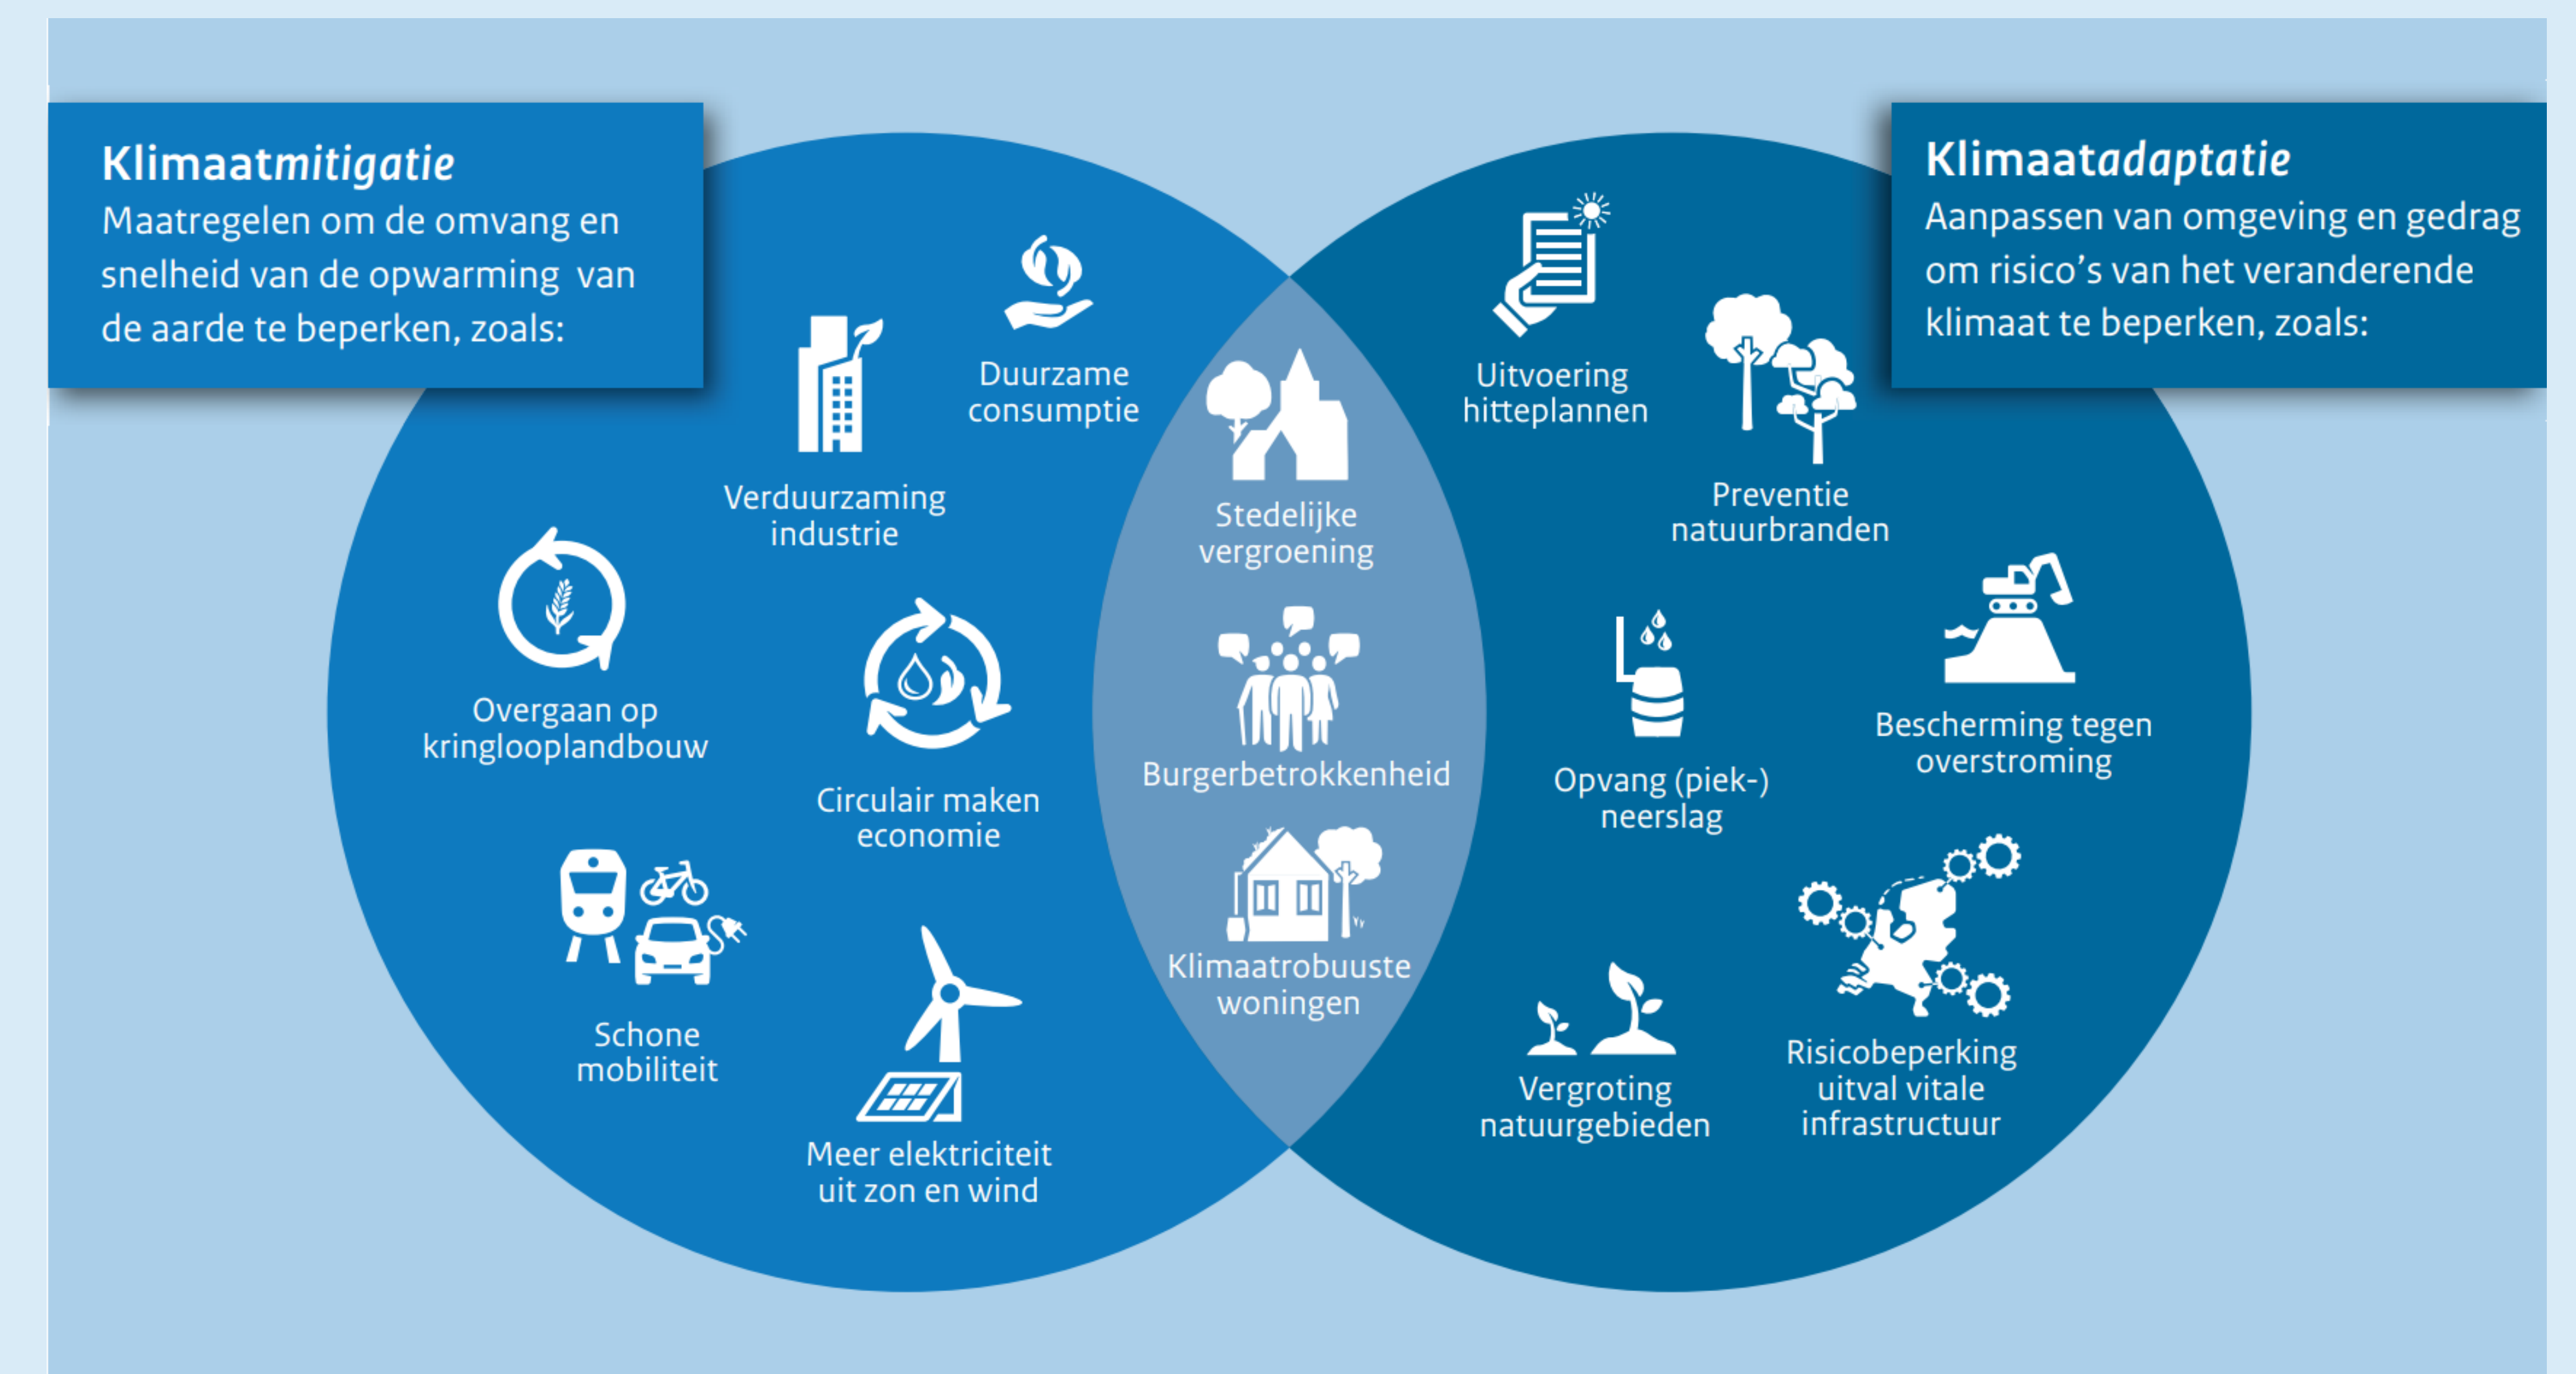 Klimaatmitigatie
Maatregelen om de omvang en
snelheid van de opwarming van
de aarde te beperken, zoals:
Duurzame
consumptie
Verduurzaming
industrie
Overgaan op
kringlooplandbouw
Circulair maken
economie
Schone
mobiliteit
Meer elektriciteit
uit zon en wind
Stedelijke
vergroening
Burgerbetrokkenheid
Klimaatrobuuste
woningen
Klimaatadaptatie
Aanpassen van omgeving en gedrag
om risico's van het veranderende
klimaat te beperken, zoals:
Uitvoering
hitteplannen
Preventie
natuurbranden
Opvang (piek-)
neerslag
Bescherming tegen
overstroming
Vergroting
natuurgebieden
Risicobeperking
uitval vitale
infrastructuur